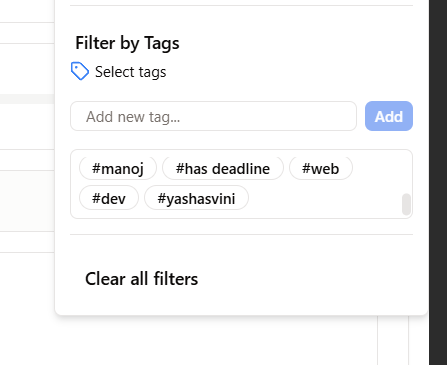 Filter by Tags
Select tags
Add new tag... Add
#manoj #has deadline #web
#dev #yashasvini
Clear all filters